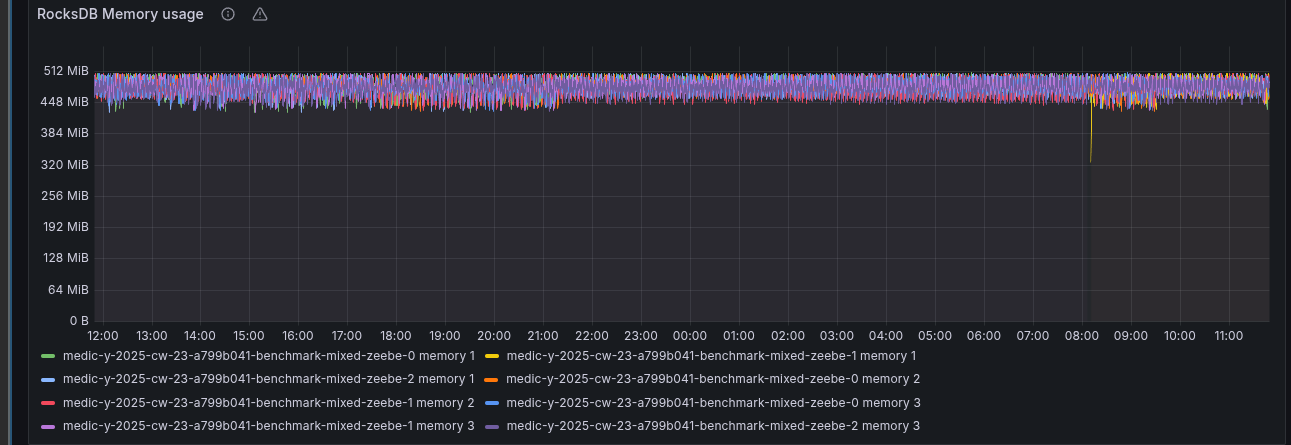 RocksDB Memory usage
512 MiB
448 MiB
384 MiB
320 MiB
256 MiB
192 MiB
128 MiB
64 MiB
0 B
12:00 13:00 14:00 15:00 16:00 17:00 18:00 19:00 20:00 21:00 22:00 23:00 00:00 01:00 02:00 03:00 04:00 05:00 06:00 07:00 08:00 09:00 10:00 11:00
medic-y-2025-cw-23-a799b041-benchmark-mixed-zeebe-0 memory 1 medic-y-2025-cw-23-a799b041-benchmark-mixed-zeebe-1 memory 1
medic-y-2025-cw-23-a799b041-benchmark-mixed-zeebe-2 memory 1 medic-y-2025-cw-23-a799b041-benchmark-mixed-zeebe-0 memory 2
medic-y-2025-cw-23-a799b041-benchmark-mixed-zeebe-1 memory 2 medic-y-2025-cw-23-a799b041-benchmark-mixed-zeebe-0 memory 3
medic-y-2025-cw-23-a799b041-benchmark-mixed-zeebe-1 memory 3 medic-y-2025-cw-23-a799b041-benchmark-mixed-zeebe-2 memory 3